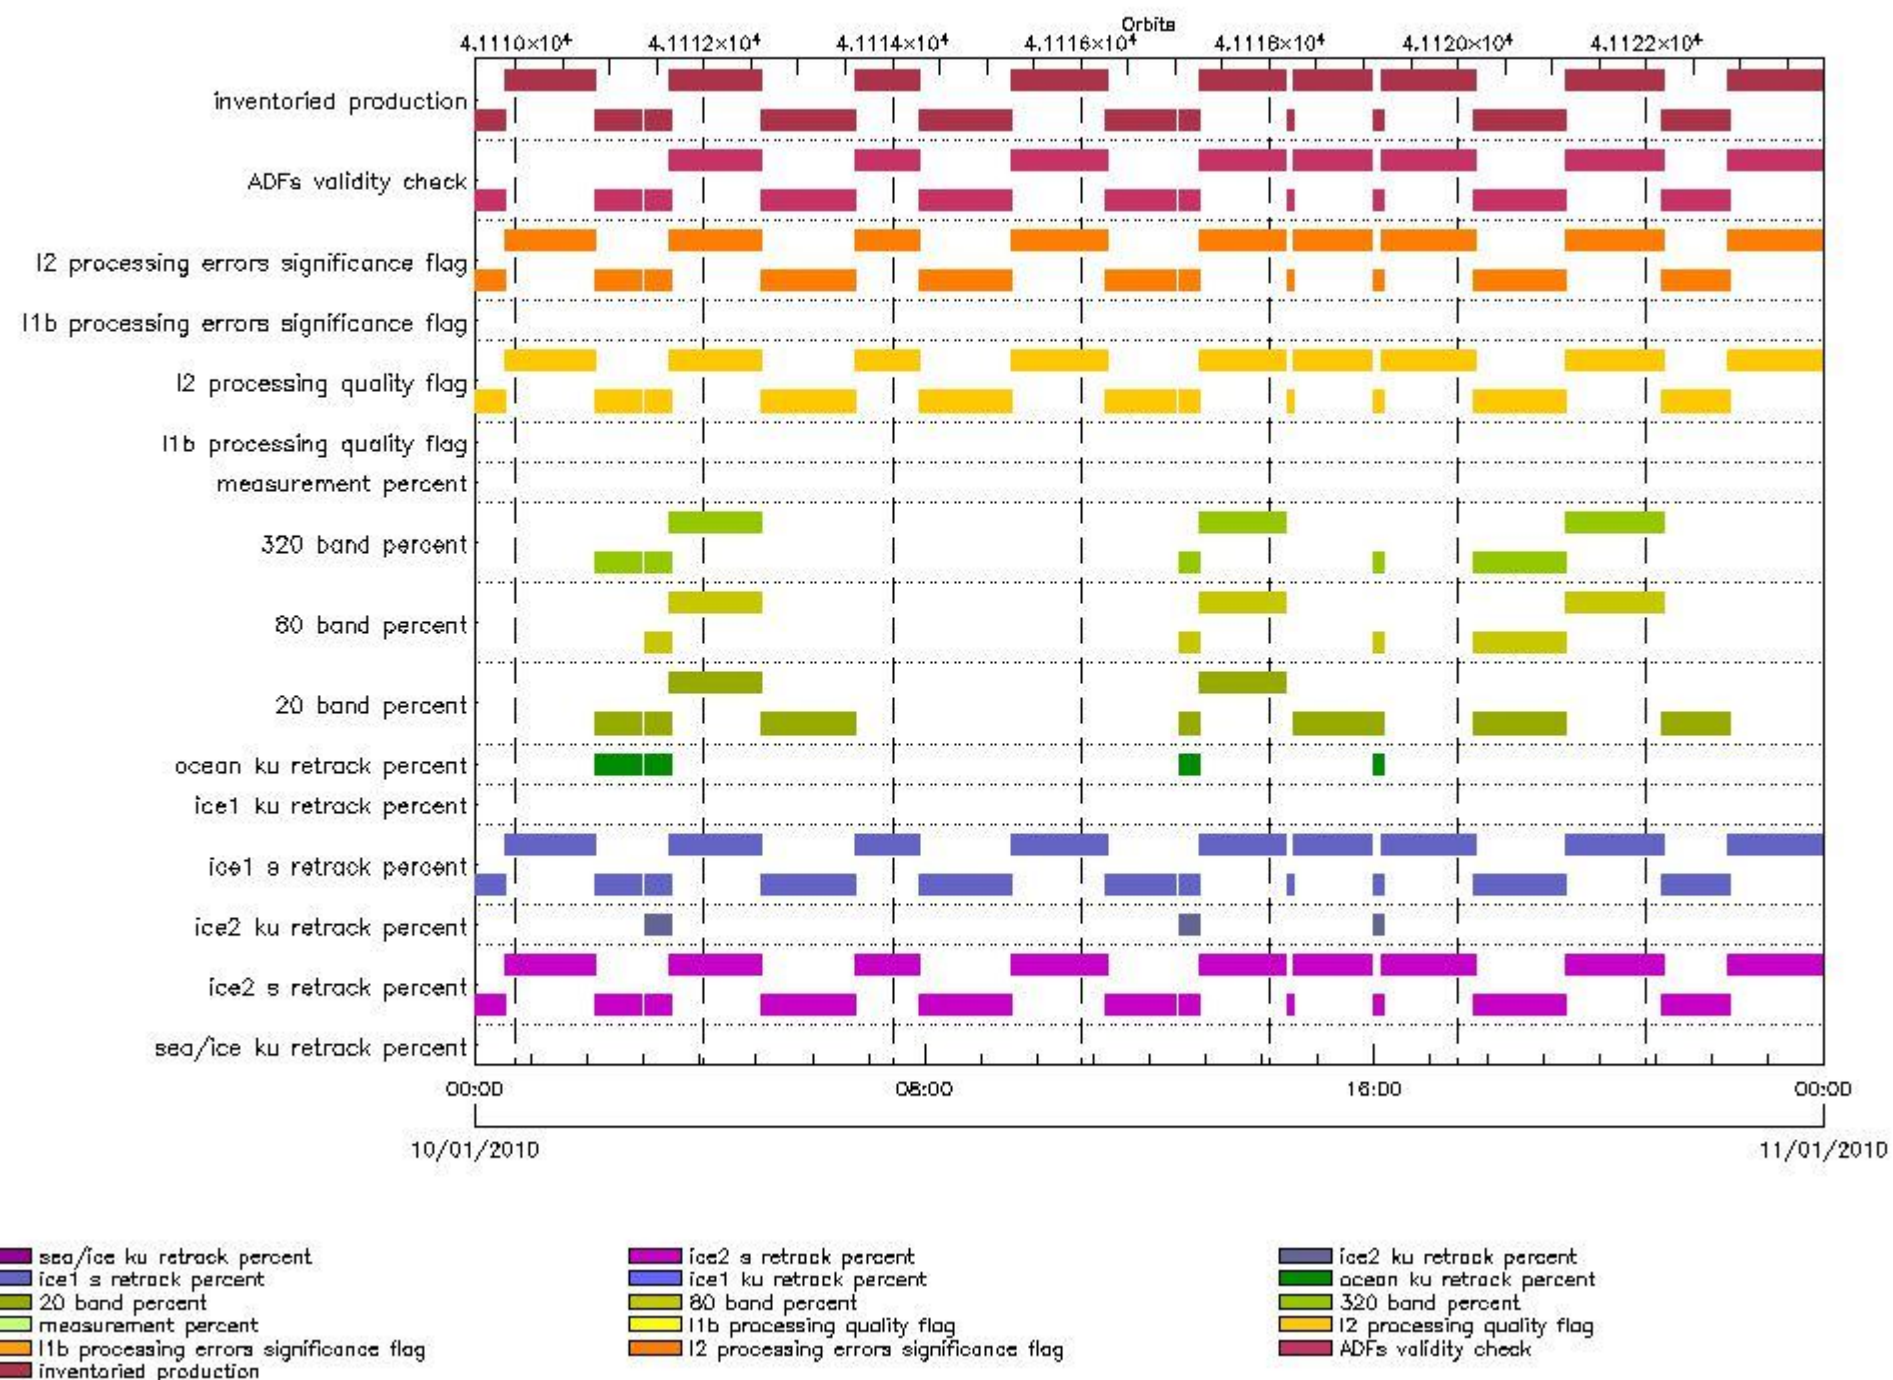 Orbits
4.1110×10⁴ 4.1112×10⁴ 4.1114×10⁴ 4.1116×10⁴ 4.1118×10⁴ 4.1120×10⁴ 4.1122×10⁴
inventoried production
ADFs validity check
l2 processing errors significance flag
l1b processing errors significance flag
l2 processing quality flag
l1b processing quality flag
measurement percent
320 band percent
80 band percent
20 band percent
ocean ku retrack percent
ice1 ku retrack percent
ice1 s retrack percent
ice2 ku retrack percent
ice2 s retrack percent
sea/ice ku retrack percent
00:00 08:00 16:00 00:00
10/01/2010 11/01/2010
sea/ice ku retrack percent ice2 s retrack percent ice2 ku retrack percent
ice1 s retrack percent ice1 ku retrack percent ocean ku retrack percent
20 band percent 80 band percent 320 band percent
measurement percent l1b processing quality flag l2 processing quality flag
l1b processing errors significance flag l2 processing errors significance flag ADFs validity check
inventoried production